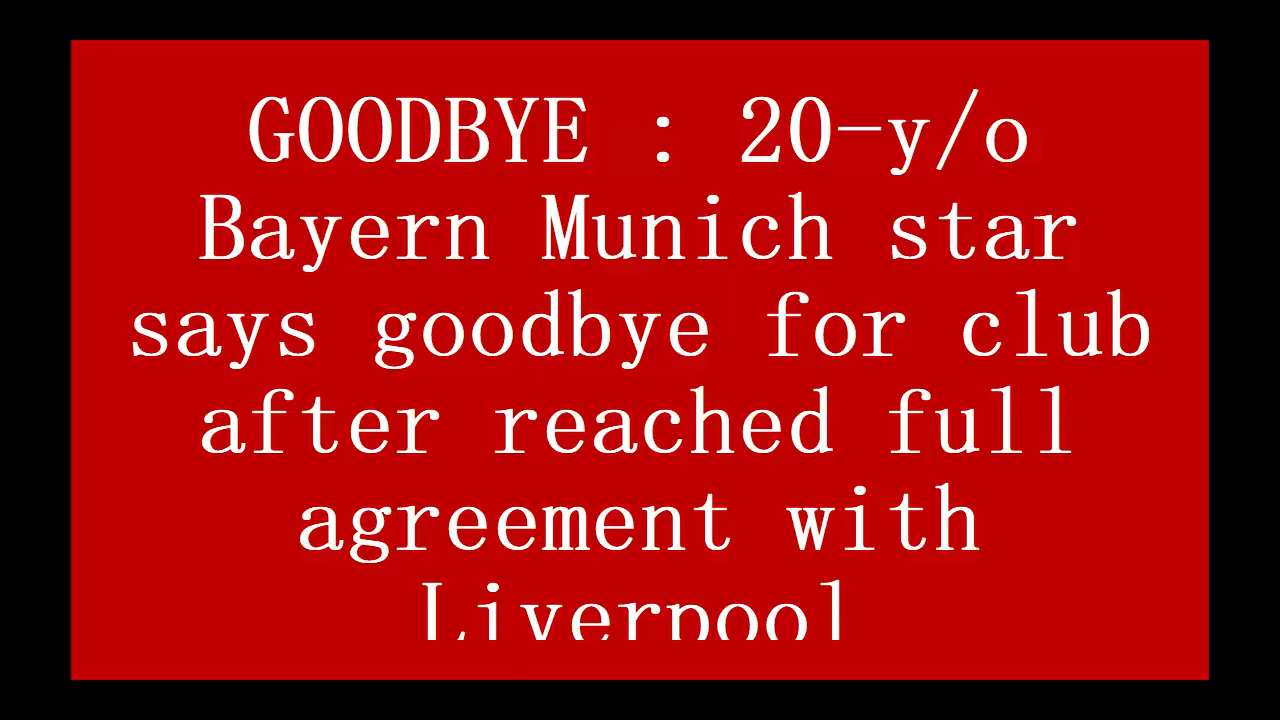 GOODBYE : 20-y/o
Bayern Munich star
says goodbye for club
after reached full
agreement with
Liverpool